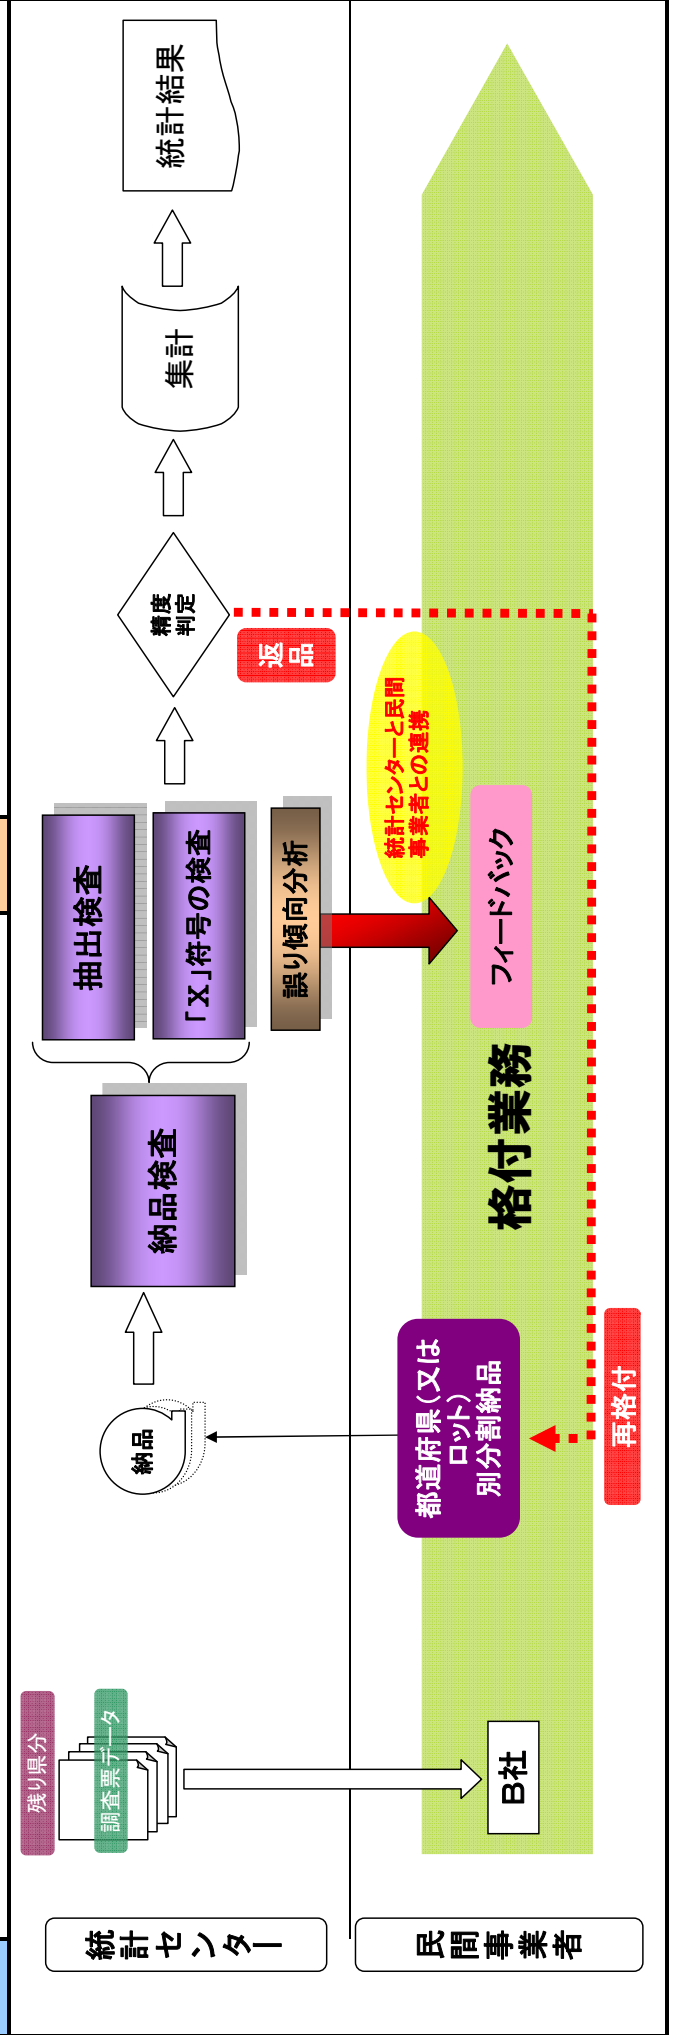 統計センター
民間事業者
残り県分
調査票データ
B社
納品
都道府県(又は
ロット)
別分割納品
再格付
納品検査
抽出検査
「X」符号の検査
誤り傾向分析
格付業務
フィードバック
統計センターと民間
事業者との連携
返品
精度
判定
集計
統計結果